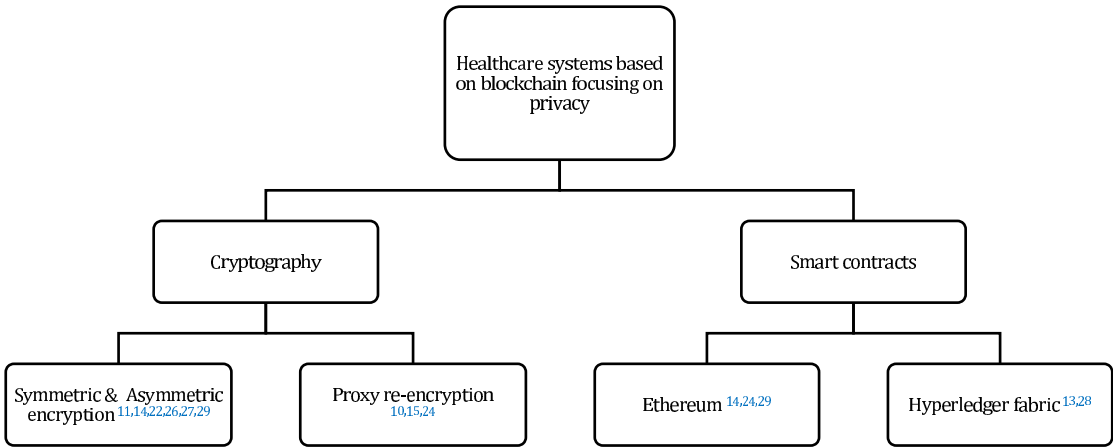 Healthcare systems based
on blockchain focusing on
privacy
Cryptography
Smart contracts
Symmetric & Asymmetric
encryption 11,14,22,26,27,29
Proxy re-encryption
10,15,24
Ethereum 14,24,29
Hyperledger fabric 13,28